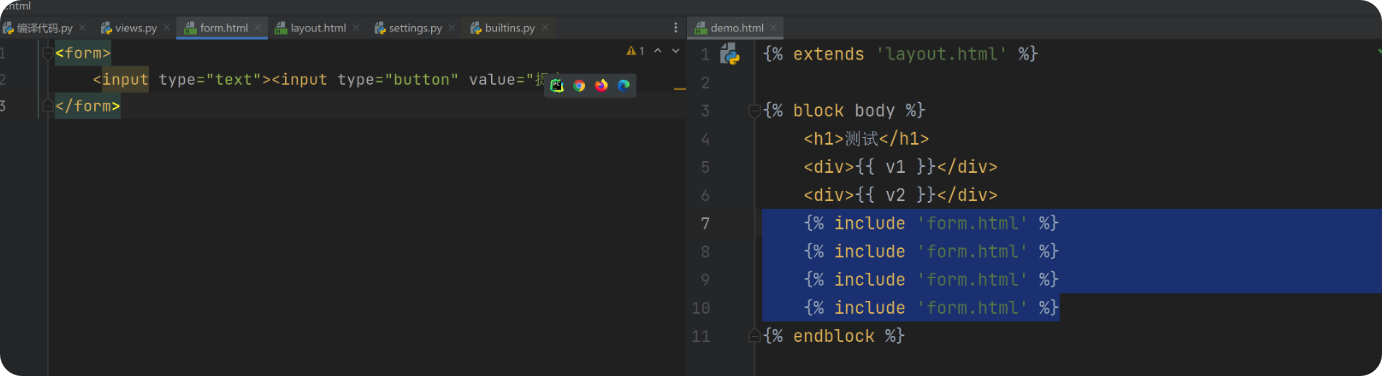 .html
编译代码.py views.py form.html layout.html settings.py builtins.py
1 <form> 1
2 <input type="text"><input type="button" value="提
3 </form>
demo.html
1 {% extends 'layout.html' %}
2
3 {% block body %}
4 <h1>测试</h1>
5 <div>{{ v1 }}</div>
6 <div>{{ v2 }}</div>
7 {% include 'form.html' %}
8 {% include 'form.html' %}
9 {% include 'form.html' %}
10 {% include 'form.html' %}
11 {% endblock %}